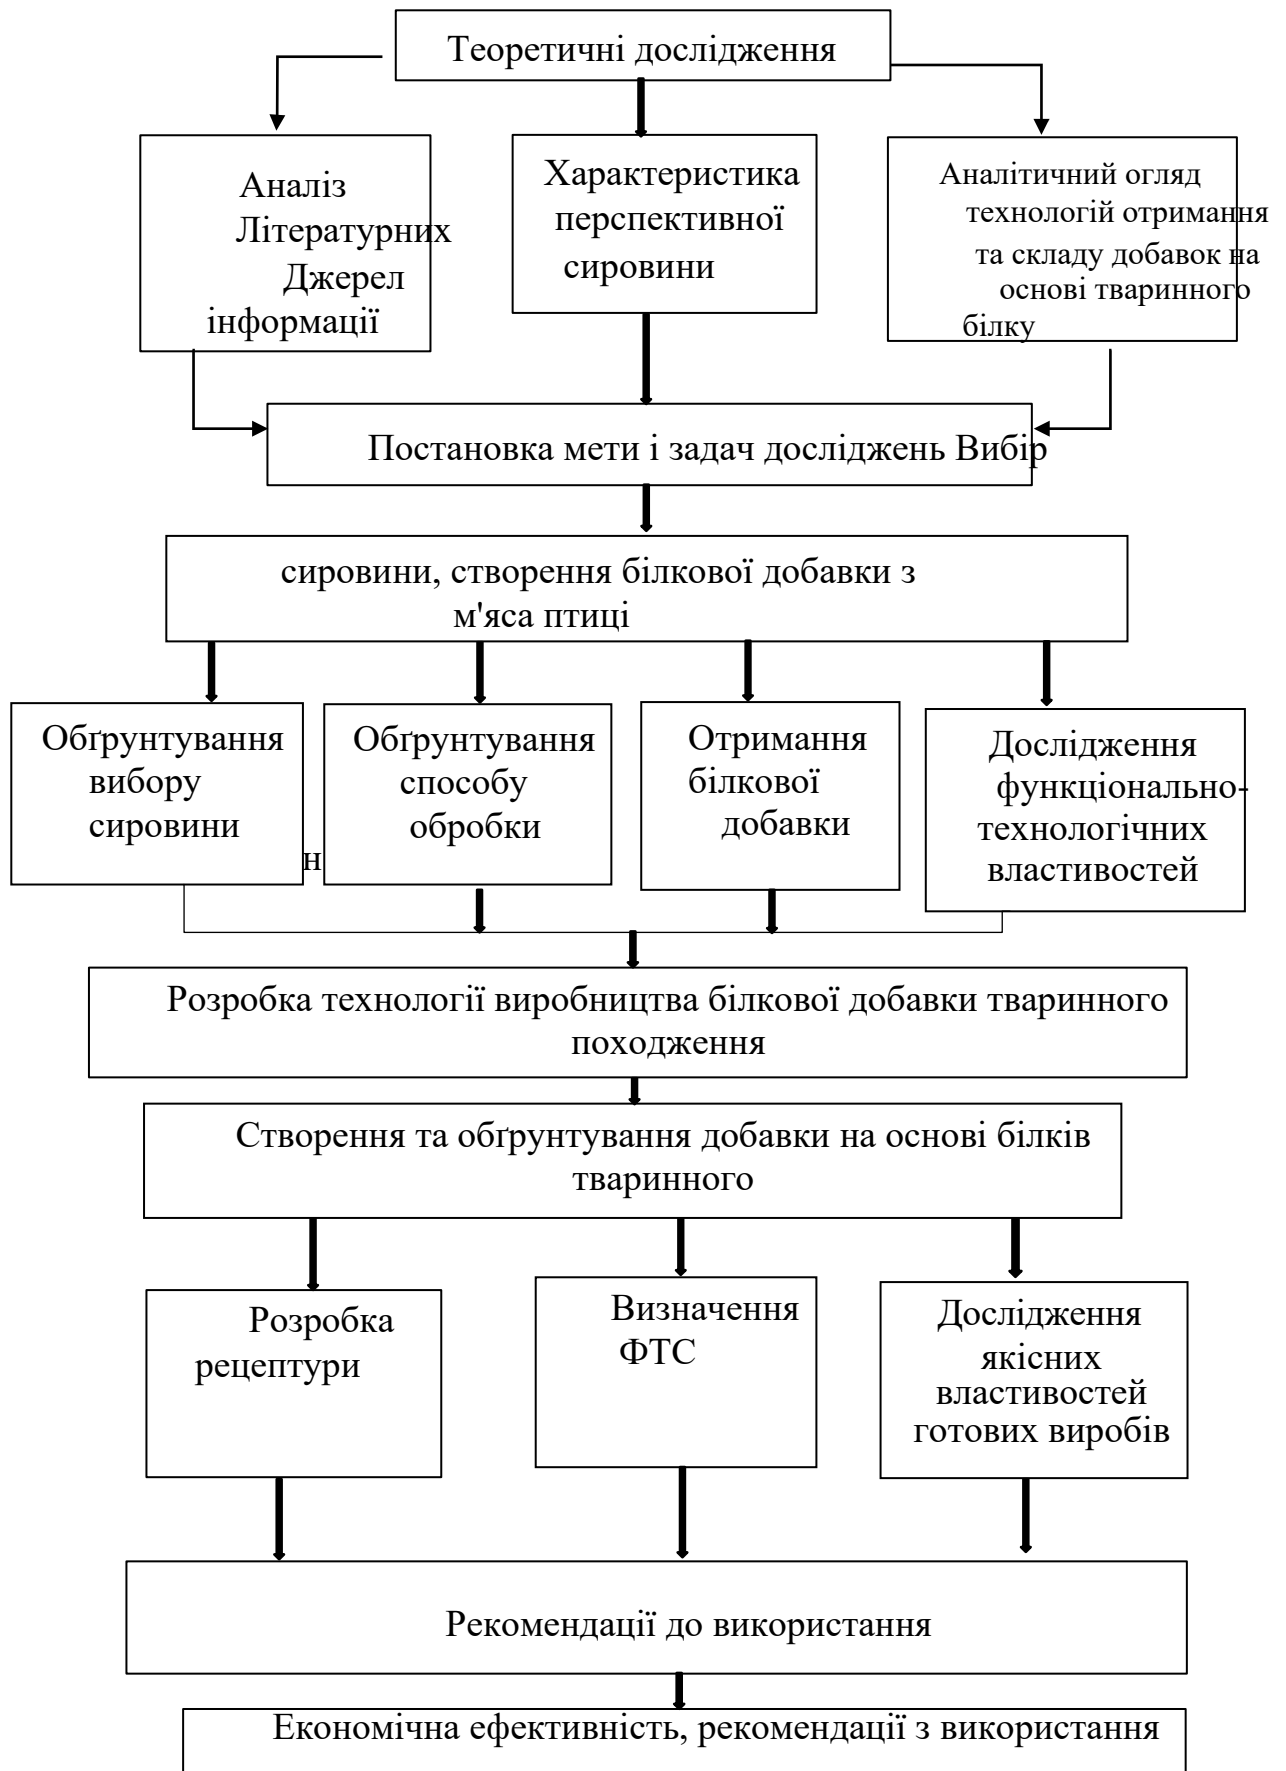 Теоретичні дослідження
Аналіз
Літературних
Джерел
інформації
Характеристика
перспективної
сировини
Аналітичний огляд
технологій отримання
та складу добавок на
основі тваринного
білку
Постановка мети і задач досліджень Вибір
сировини, створення білкової добавки з
м'яса птиці
Обґрунтування
вибору
сировини
н
Обґрунтування
способу
обробки
Отримання
білкової
добавки
Дослідження
функціонально-
технологічних
властивостей
Розробка технології виробництва білкової добавки тваринного
походження
Створення та обґрунтування добавки на основі білків
тваринного
Розробка
рецептури
Визначення
ФТС
Дослідження
якісних
властивостей
готових виробів
Рекомендації до використання
Економічна ефективність, рекомендації з використання